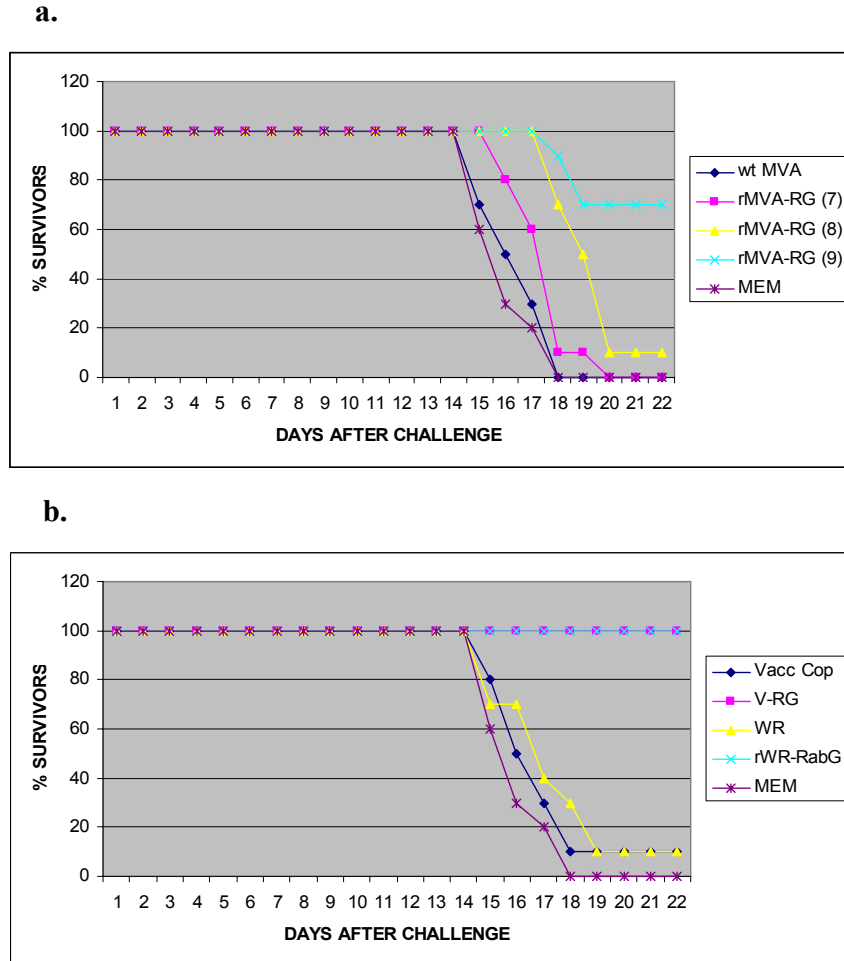 a.
120
100
80
60
40
20
0
% SURVIVORS
1 2 3 4 5 6 7 8 9 10 11 12 13 14 15 16 17 18 19 20 21 22
DAYS AFTER CHALLENGE
wt MVA
rMVA-RG (7)
rMVA-RG (8)
rMVA-RG (9)
MEM
b.
120
100
80
60
40
20
0
% SURVIVORS
1 2 3 4 5 6 7 8 9 10 11 12 13 14 15 16 17 18 19 20 21 22
DAYS AFTER CHALLENGE
Vacc Cop
V-RG
WR
rWR-RabG
MEM